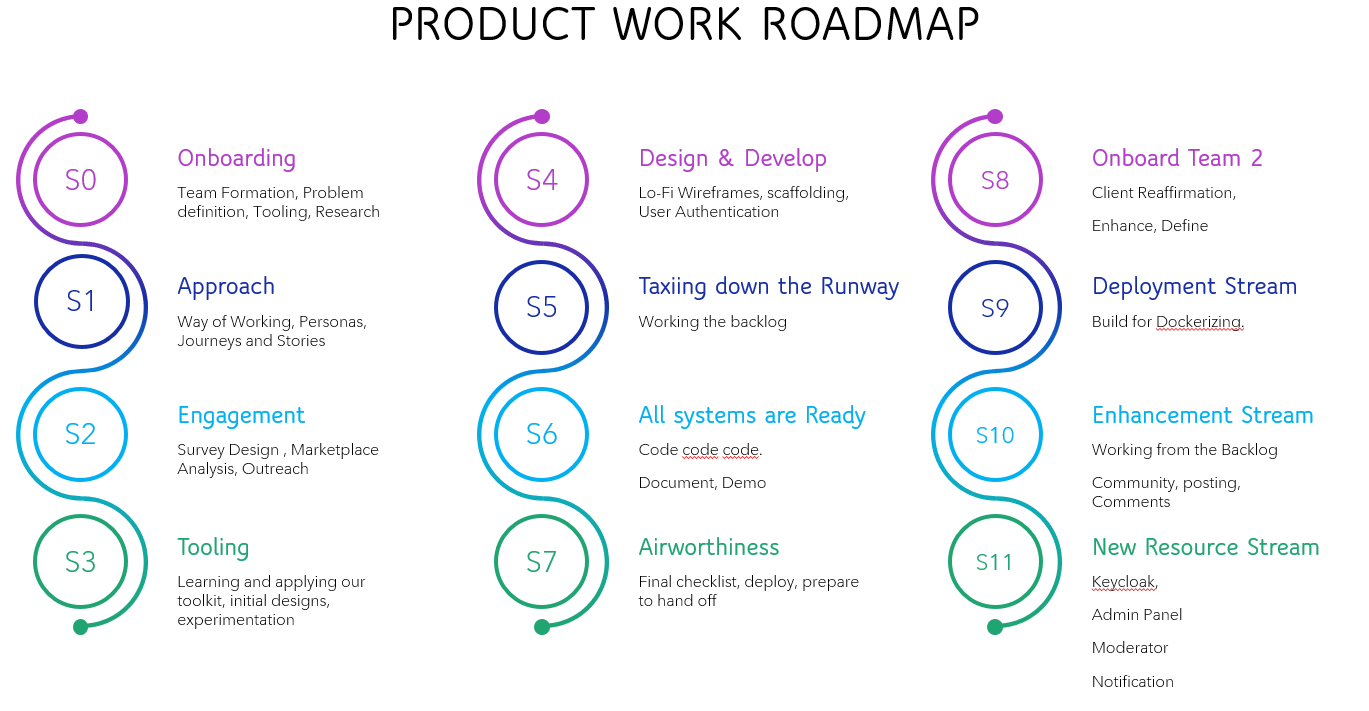 PRODUCT WORK ROADMAP
S0
Onboarding
Team Formation, Problem
definition, Tooling, Research
S1
Approach
Way of Working, Personas,
Journeys and Stories
S2
Engagement
Survey Design , Marketplace
Analysis, Outreach
S3
Tooling
Learning and applying our
toolkit, initial designs,
experimentation
S4
Design & Develop
Lo-Fi Wireframes, scaffolding,
User Authentication
S5
Taxiing down the Runway
Working the backlog
S6
All systems are Ready
Code code code.
Document, Demo
S7
Airworthiness
Final checklist, deploy, prepare
to hand off
S8
Onboard Team 2
Client Reaffirmation,
Enhance, Define
S9
Deployment Stream
Build for Dockerizing.
S10
Enhancement Stream
Working from the Backlog
Community, posting,
Comments
S11
New Resource Stream
Keycloak,
Admin Panel
Moderator
Notification